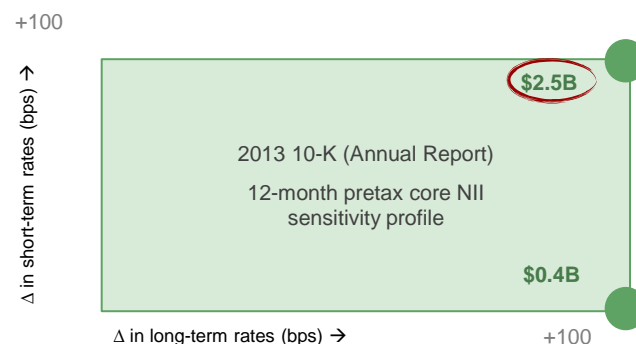 +100
Δ in short-term rates (bps) →
$2.5B
2013 10-K (Annual Report)
12-month pretax core NII
sensitivity profile
$0.4B
Δ in long-term rates (bps) →
+100